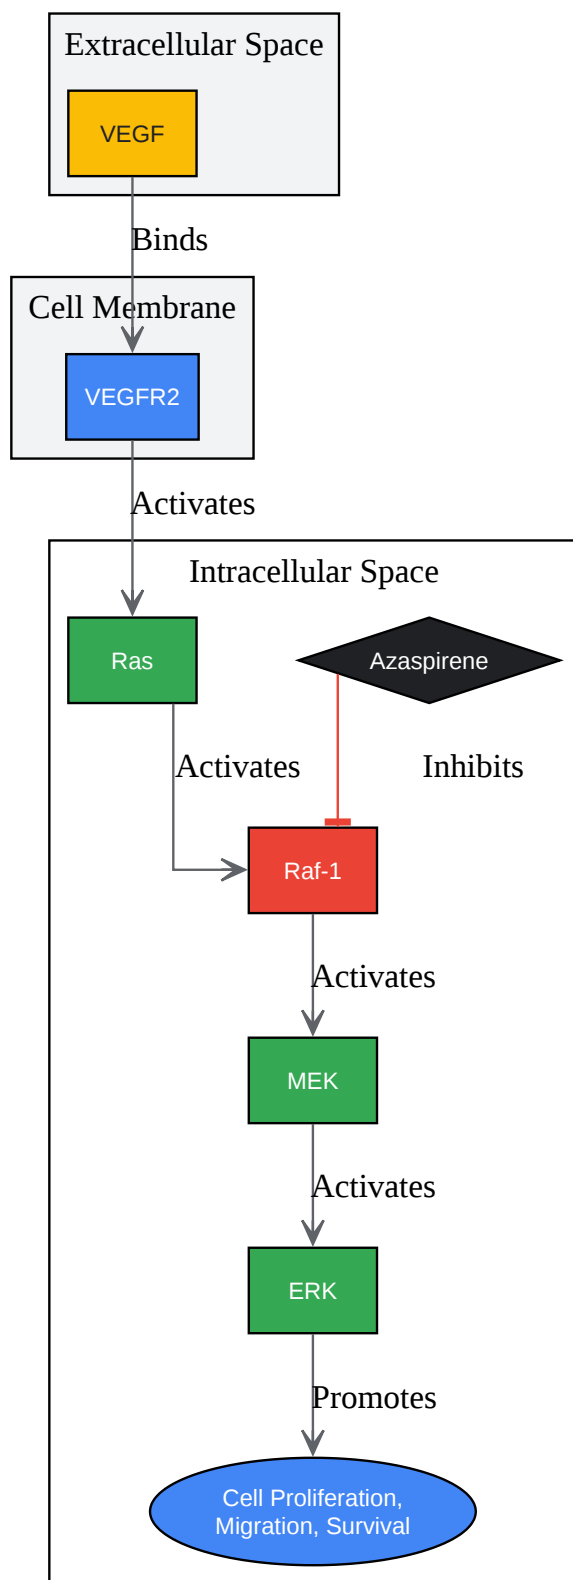 Extracellular Space
VEGF
Binds
Cell Membrane
VEGFR2
Activates
Intracellular Space
Ras
Azaspirene
Activates
Inhibits
Raf-1
Activates
MEK
Activates
ERK
Promotes
Cell Proliferation,
Migration, Survival